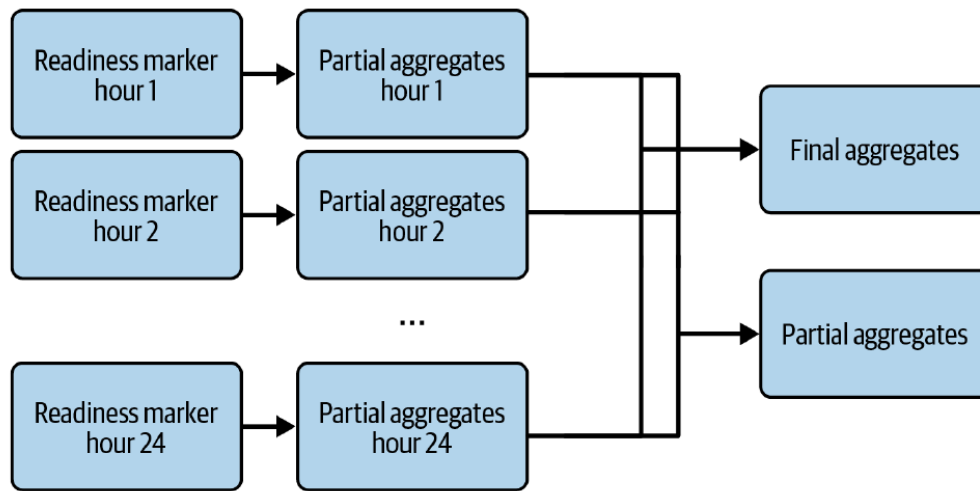 Readiness marker
hour 1
Partial aggregates
hour 1
Final aggregates
Readiness marker
hour 2
Partial aggregates
hour 2
...
Partial aggregates
Readiness marker
hour 24
Partial aggregates
hour 24